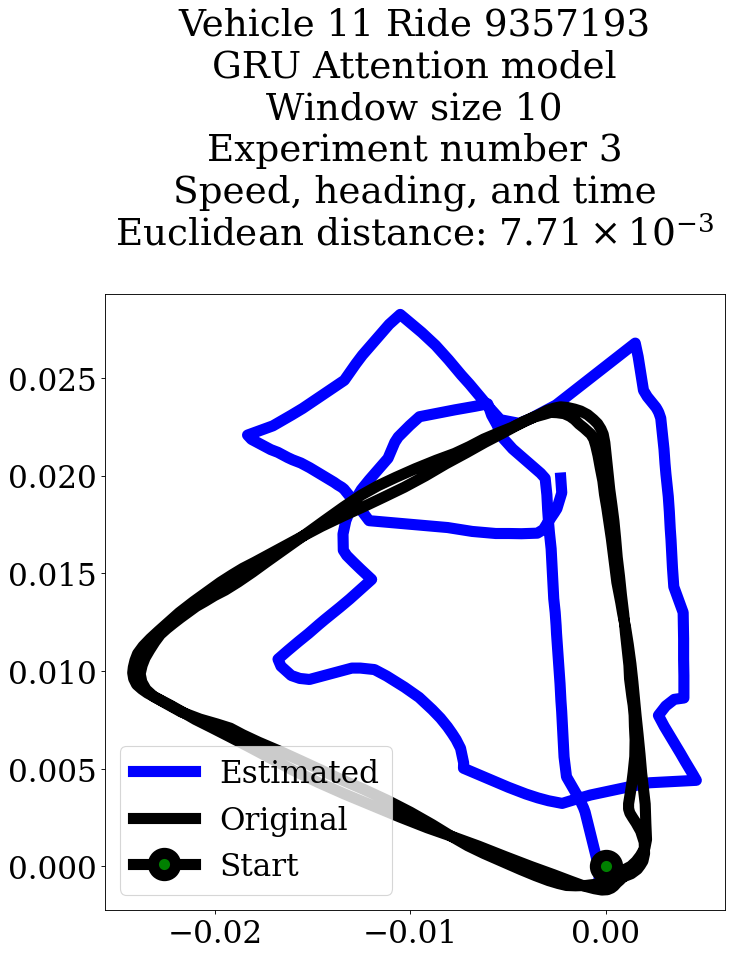 Vehicle 11 Ride 9357193
GRU Attention model
Window size 10
Experiment number 3
Speed, heading, and time
Euclidean distance: 7.71 × 10⁻³
0.025
0.020
0.015
0.010
0.005
0.000
Estimated
Original
Start
−0.02
−0.01
0.00